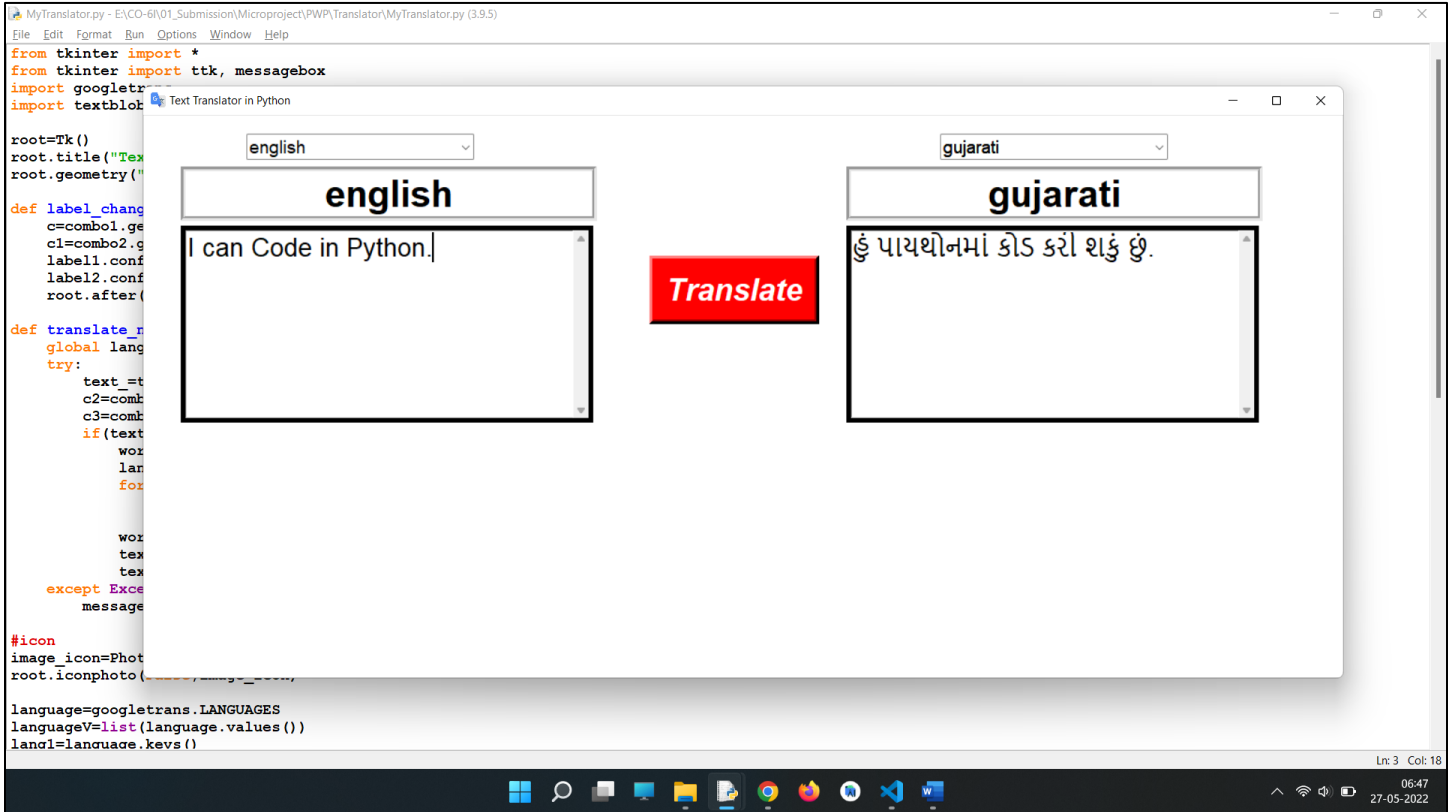 MyTranslator.py - E:\CO-6I\01_Submission\Microproject\PWP\Translator\MyTranslator.py (3.9.5)
File Edit Format Run Options Window Help
from tkinter import *
from tkinter import ttk, messagebox
import googletrans
import textblob
Text Translator in Python
root=Tk()
root.title("Tex
root.geometry("
def label_chang
c=combo1.ge
c1=combo2.g
label1.conf
label2.conf
root.after(
def translate_n
global lang
try:
text_=t
c2=comb
c3=comb
if(text
wor
lan
for
wor
tex
tex
except Exce
message
#icon
image_icon=Phot
root.iconphoto(False,image_icon)
language=googletrans.LANGUAGES
languageV=list(language.values())
lang1=language.keys()
english
english
I can Code in Python.
Translate
gujarati
gujarati
હું પાયથોનમાં કોડ કરી શકું છું.
Ln: 3 Col: 18
06:47
27-05-2022